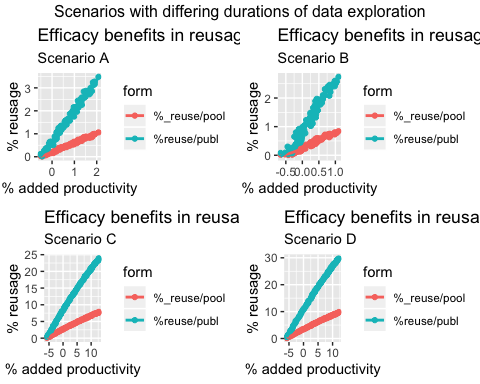 Scenarios with differing durations of data exploration
Efficacy benefits in reusag
Scenario A
% reusage
3
2
1
0
0 1 2
% added productivity
form
%_reuse/pool
%reuse/publ
Efficacy benefits in reusag
Scenario B
% reusage
2
1
0
-0.50.00.51.0
% added productivity
form
%_reuse/pool
%reuse/publ
Efficacy benefits in reusa
Scenario C
% reusage
25
20
15
10
5
0
-5 0 5 10
% added productivity
form
%_reuse/pool
%reuse/publ
Efficacy benefits in reusa
Scenario D
% reusage
30
20
10
0
-5 0 5 10
% added productivity
form
%_reuse/pool
%reuse/publ